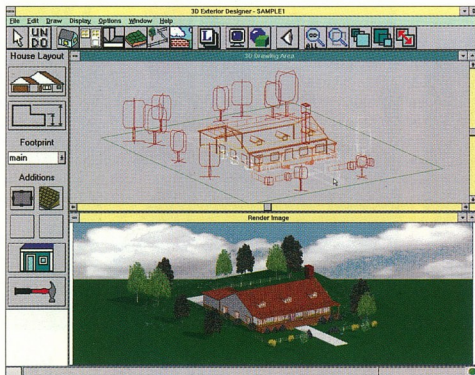 3D Exterior Designer - SAMPLE1
File Edit Draw Display Options Window Help
UN
DO
ALL
House Layout
3D Drawing Area
Footprint
main
Additions
Render Image